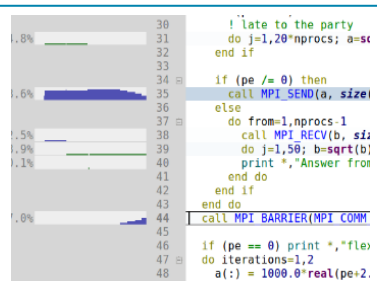 30 ! late to the party
.8% 31 do j=1,20*nprocs; a=sq
32 end if
33
34 if (pe /= 0) then
.6% 35 call MPI_SEND(a, size(
36 else
37 do from=1,nprocs-1
.5% 38 call MPI_RECV(b, siz
.9% 39 do j=1,50; b=sqrt(b)
.1% 40 print *,"Answer from
41 end do
42 end if
43 end do
.0% 44 call MPI_BARRIER(MPI_COMM_
45
46 if (pe == 0) print *,"flex
47 do iterations=1,2
48 a(:) = 1000.0*real(pe+2.